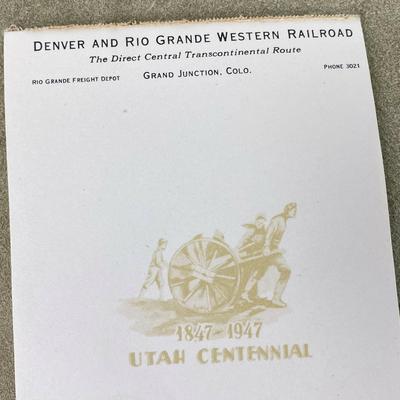 DENVER AND RIO GRANDE WESTERN RAILROAD
The Direct Central Transcontinental Route
RIO GRANDE FREIGHT DEPOT GRAND JUNCTION, COLO. PHONE 3021
1847-1947
UTAH CENTENNIAL